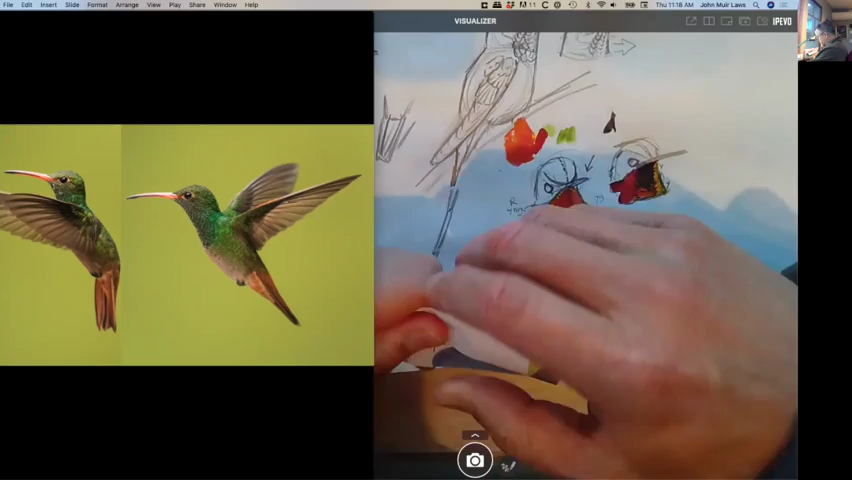 File Edit Insert Slide Format Arrange View Play Share Window Help
11
Thu 11:18 AM John Muir Laws
VISUALIZER
IPEVO